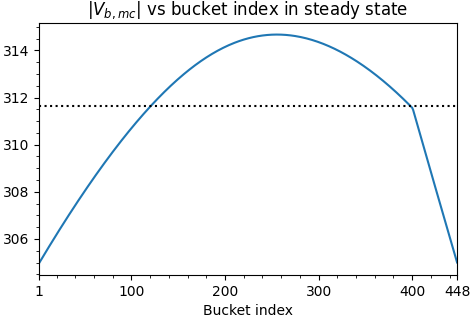 |V_{b,mc}| vs bucket index in steady state
314
312
310
308
306
1 100 200 300 400 448
Bucket index